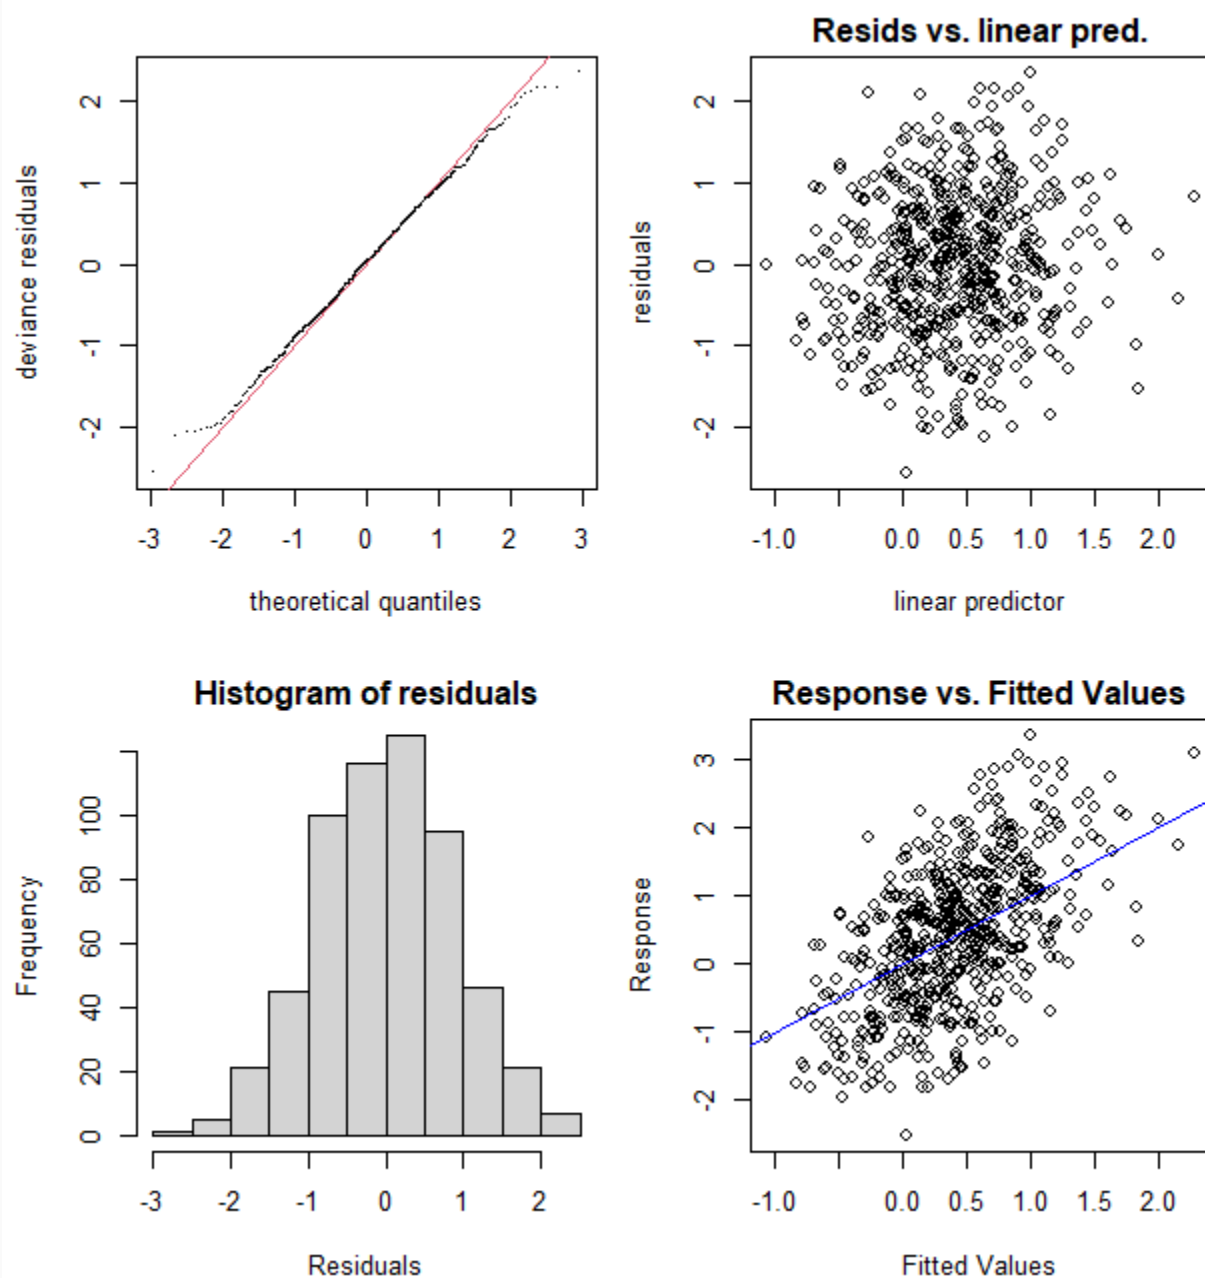 deviance residuals
2
1
0
-1
-2
-3 -2 -1 0 1 2 3
theoretical quantiles
Resids vs. linear pred.
residuals
2
1
0
-1
-2
-1.0 0.0 0.5 1.0 1.5 2.0
linear predictor
Histogram of residuals
Frequency
100
80
60
40
20
0
-3 -2 -1 0 1 2
Residuals
Response vs. Fitted Values
Response
3
2
1
0
-1
-2
-1.0 0.0 0.5 1.0 1.5 2.0
Fitted Values